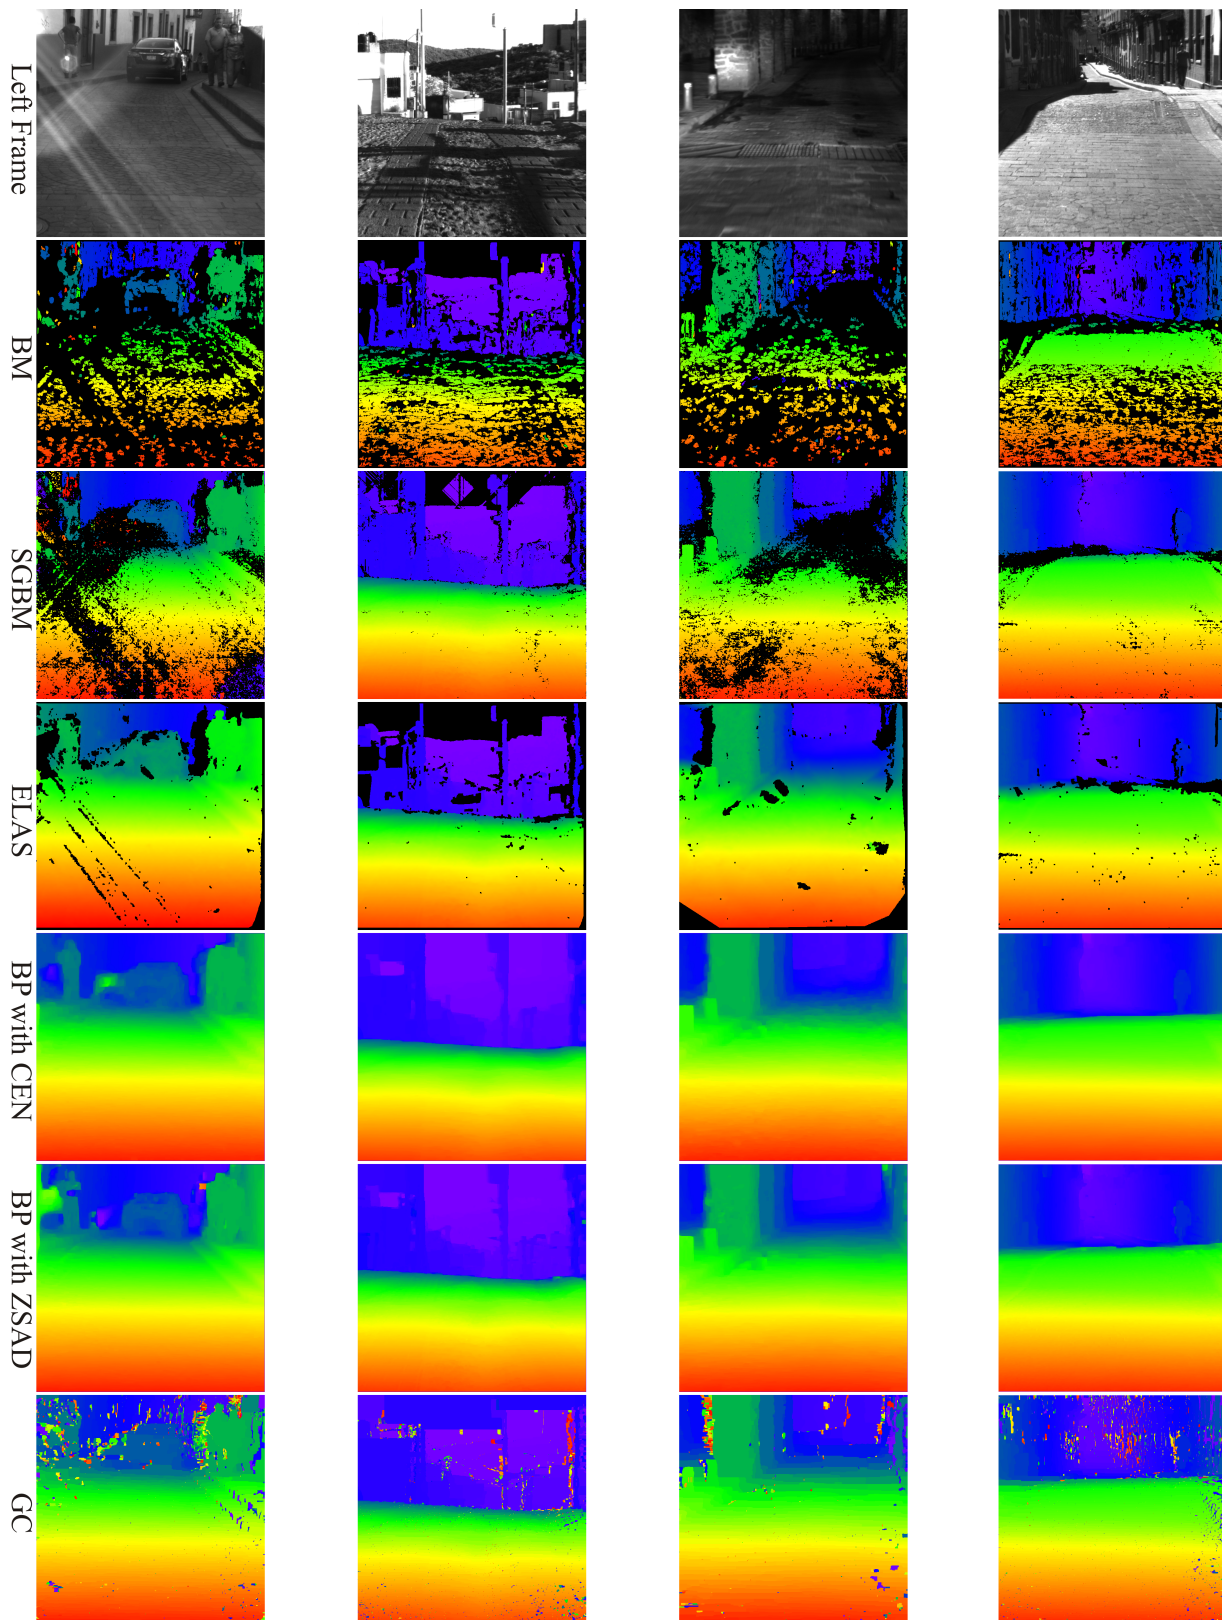 Left Frame
BM
SGBM
ELAS
BP with CEN
BP with ZSAD
GC